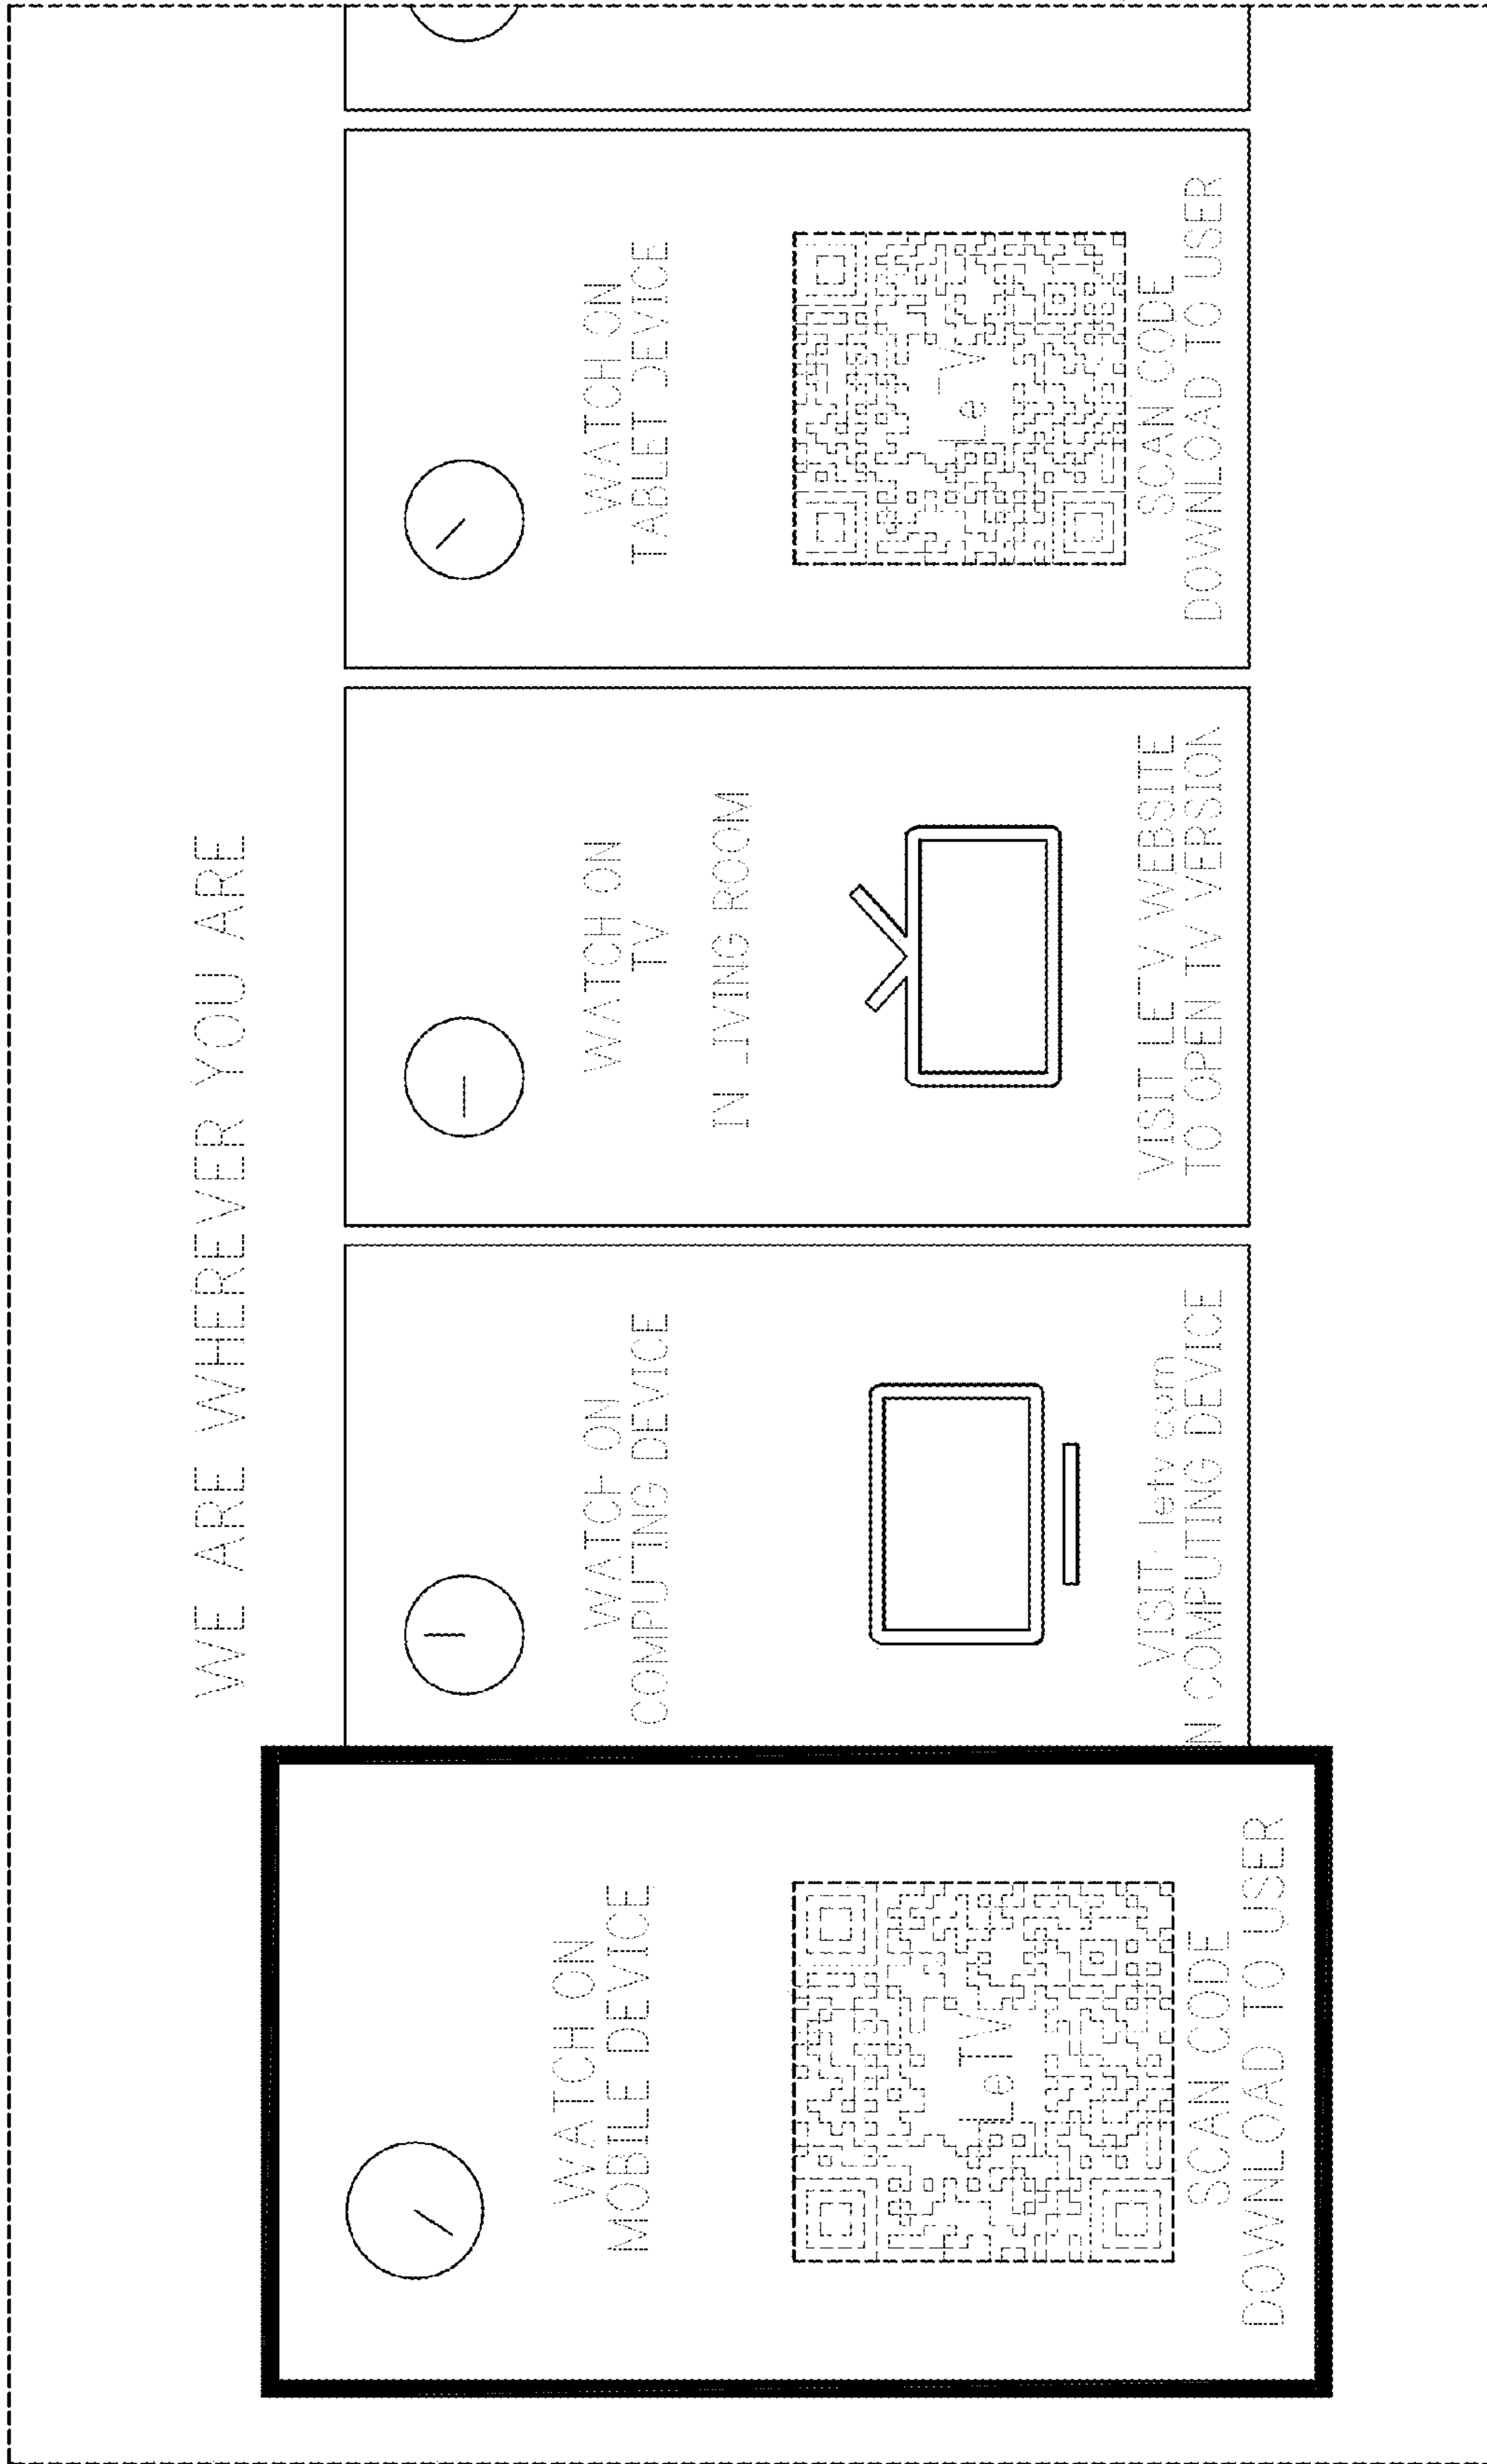 WE ARE WHEREVER YOU ARE
WATCH ON
MOBILE DEVICE
LeTV
SCAN CODE
DOWNLOAD TO USER
WATCH ON
COMPUTING DEVICE
VISIT letv com
N COMPUTING DEVICE
WATCH ON
TV
IN LIVING ROOM
VISIT LETV WEBSITE
TO OPEN TV VERSION
WATCH ON
TABLET DEVICE
LeTV
SCAN CODE
DOWNLOAD TO USER